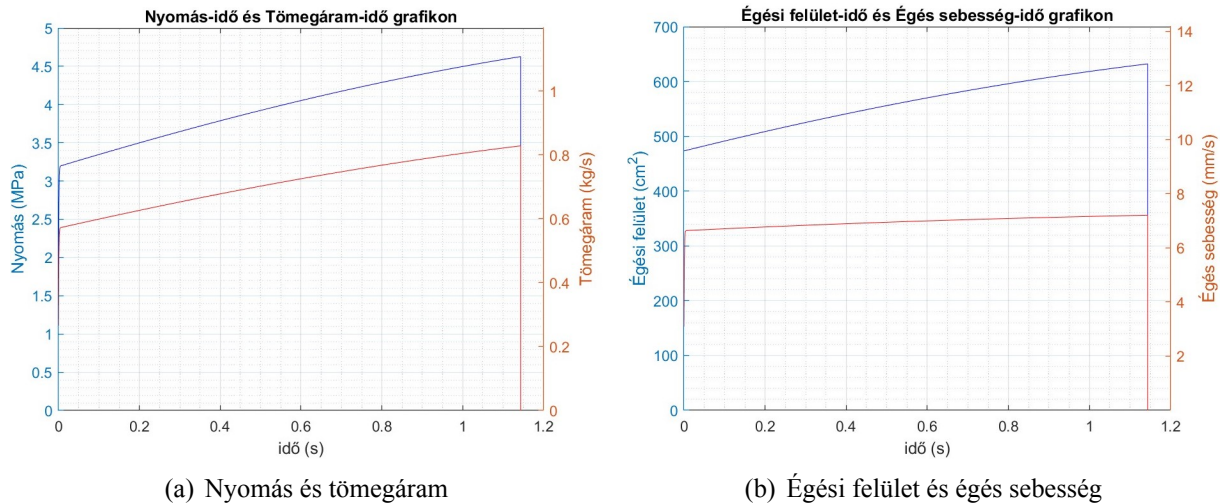 Nyomás-idő és Tömegáram-idő grafikon
5
4.5
4
3.5
3
2.5
2
1.5
1
0.5
0
Nyomás (MPa)
1
0.8
0.6
0.4
0.2
0
Tömegáram (kg/s)
0 0.2 0.4 0.6 0.8 1 1.2
idő (s)
(a) Nyomás és tömegáram
Égési felület-idő és Égés sebesség-idő grafikon
700
600
500
400
300
200
100
0
Égési felület (cm²)
14
12
10
8
6
4
2
Égés sebesség (mm/s)
0 0.2 0.4 0.6 0.8 1 1.2
idő (s)
(b) Égési felület és égés sebesség